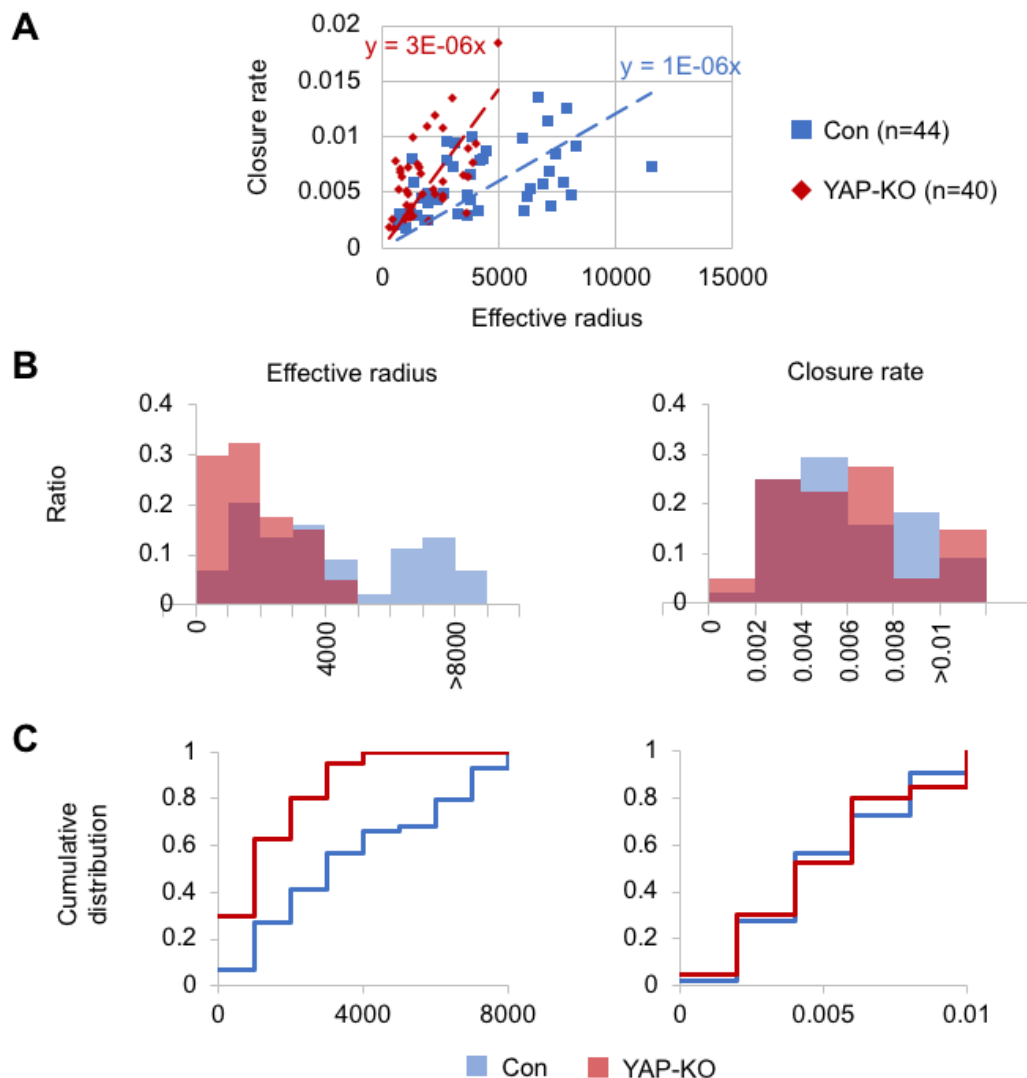 A
Closure rate
0.02
0.015
0.01
0.005
0
y = 3E-06x
y = 1E-06x
0 5000 10000 15000
Effective radius
Con (n=44)
YAP-KO (n=40)
B
Effective radius
Ratio
0.4
0.3
0.2
0.1
0
0 4000 >8000
Closure rate
0.4
0.3
0.2
0.1
0
0 0.002 0.004 0.006 0.008 >0.01
C
Cumulative
distribution
1
0.8
0.6
0.4
0.2
0
0 4000 8000
1
0.8
0.6
0.4
0.2
0
0 0.005 0.01
Con YAP-KO